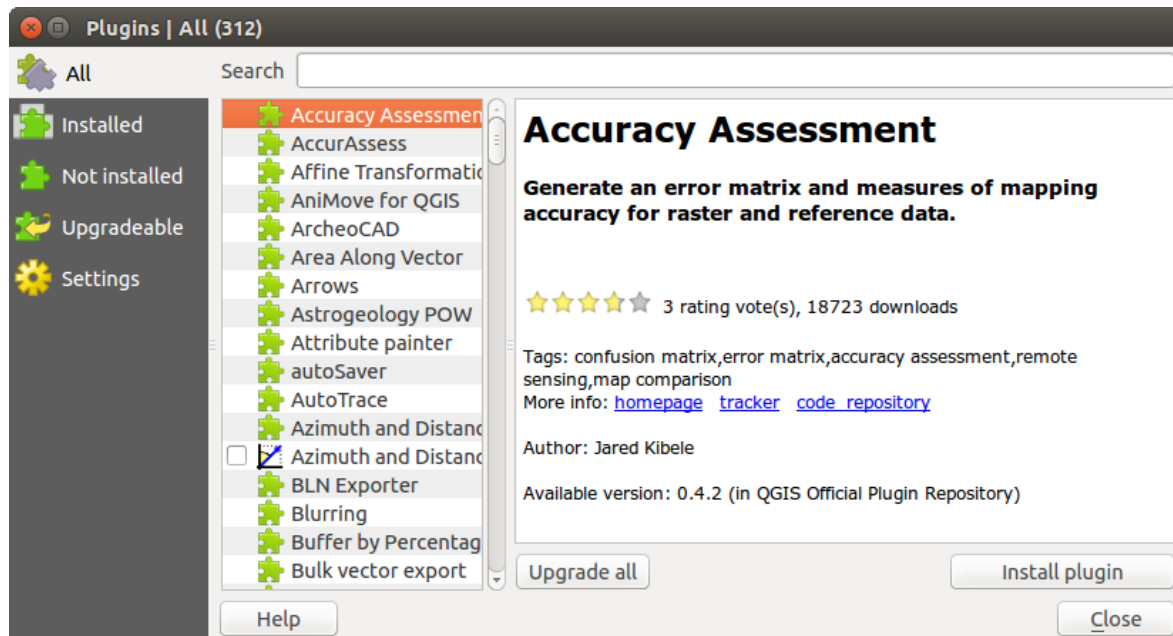 Plugins | All (312)
All
Installed
Not installed
Upgradeable
Settings
Search
Accuracy Assessmen
AccurAssess
Affine Transformatic
AniMove for QGIS
ArcheoCAD
Area Along Vector
Arrows
Astrogeology POW
Attribute painter
autoSaver
AutoTrace
Azimuth and Distanc
Azimuth and Distanc
BLN Exporter
Blurring
Buffer by Percentag
Bulk vector export
Accuracy Assessment
Generate an error matrix and measures of mapping
accuracy for raster and reference data.
3 rating vote(s), 18723 downloads
Tags: confusion matrix,error matrix,accuracy assessment,remote
sensing,map comparison
More info: homepage tracker code_repository
Author: Jared Kibele
Available version: 0.4.2 (in QGIS Official Plugin Repository)
Upgrade all
Install plugin
Help
Close